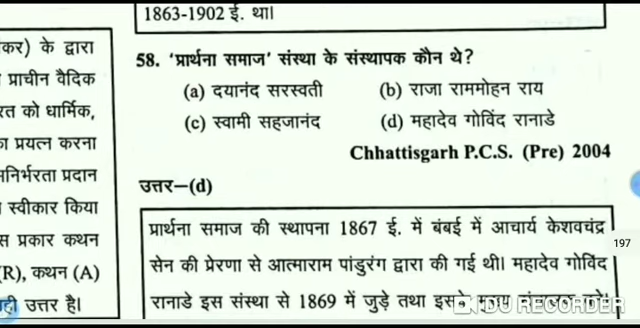 1863-1902 ई. था।
कर) के द्वारा
प्राचीन वैदिक
रत को धार्मिक,
ा प्रयत्न करना
मनिर्भरता प्रदान
स्वीकार किया
स प्रकार कथन
(R), कथन (A)
उत्तर है।
58. 'प्रार्थना समाज' संस्था के संस्थापक कौन थे?
(a) दयानंद सरस्वती (b) राजा राममोहन राय
(c) स्वामी सहजानंद (d) महादेव गोविंद रानाडे
Chhattisgarh P.C.S. (Pre) 2004
उत्तर—(d)
प्रार्थना समाज की स्थापना 1867 ई. में बंबई में आचार्य केशवचंद्र
सेन की प्रेरणा से आत्माराम पांडुरंग द्वारा की गई थी। महादेव गोविंद
रानाडे इस संस्था से 1869 में जुड़े तथा इसके
197
DU RECORDER